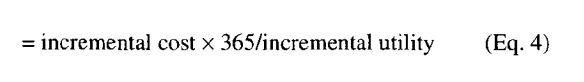 = incremental cost × 365/incremental utility (Eq. 4)